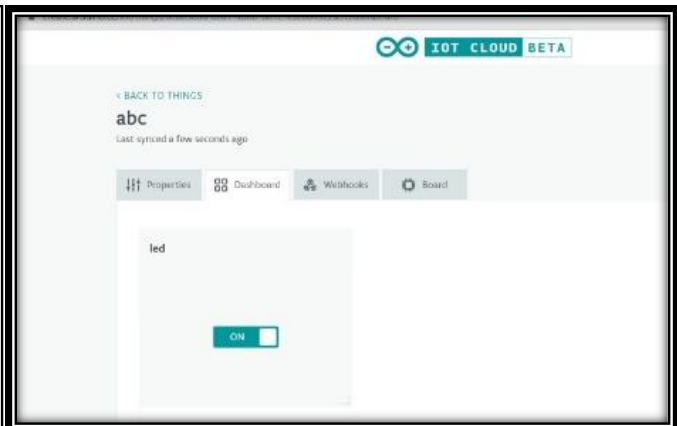 IOT CLOUD BETA
< BACK TO THINGS
abc
Last synced a few seconds ago
Properties Dashboard Webhooks Board
led
ON